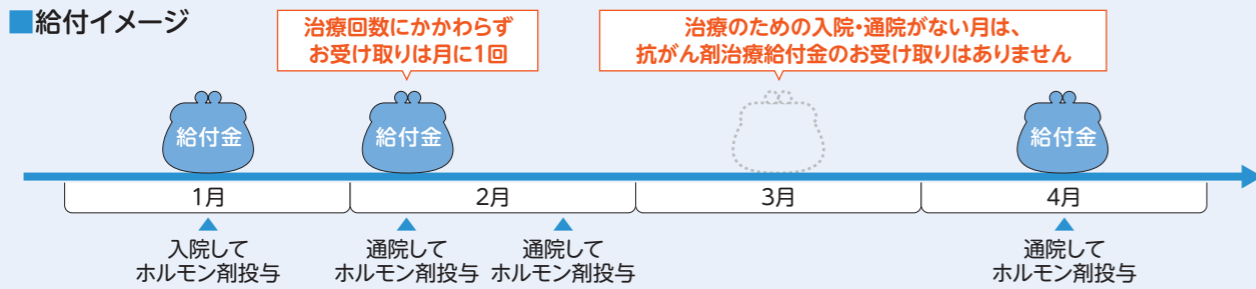 ■給付イメージ
治療回数にかかわらず
お受け取りは月に1回
治療のための入院・通院がない月は、
抗がん剤治療給付金のお受け取りはありません
給付金
給付金
給付金
1月
2月
3月
4月
入院して
ホルモン剤投与
通院して
ホルモン剤投与
通院して
ホルモン剤投与
通院して
ホルモン剤投与